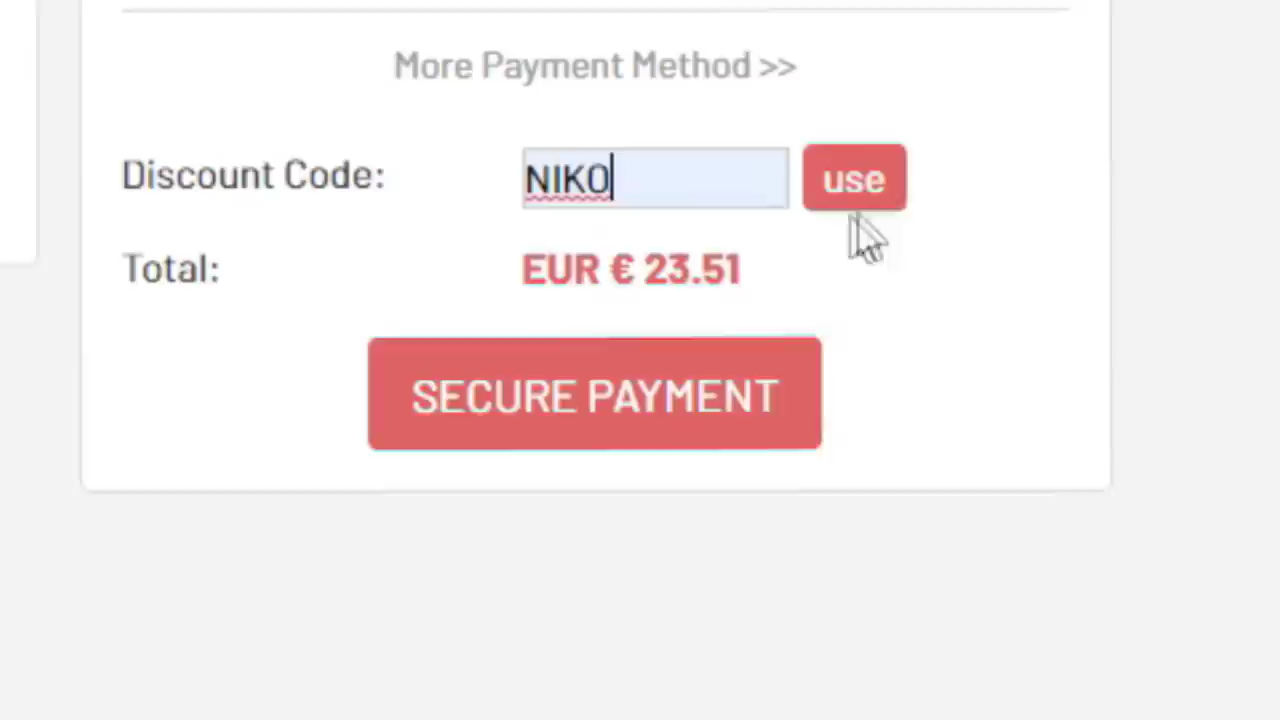 More Payment Method >>
Discount Code: NIKO use
Total: EUR € 23.51
SECURE PAYMENT